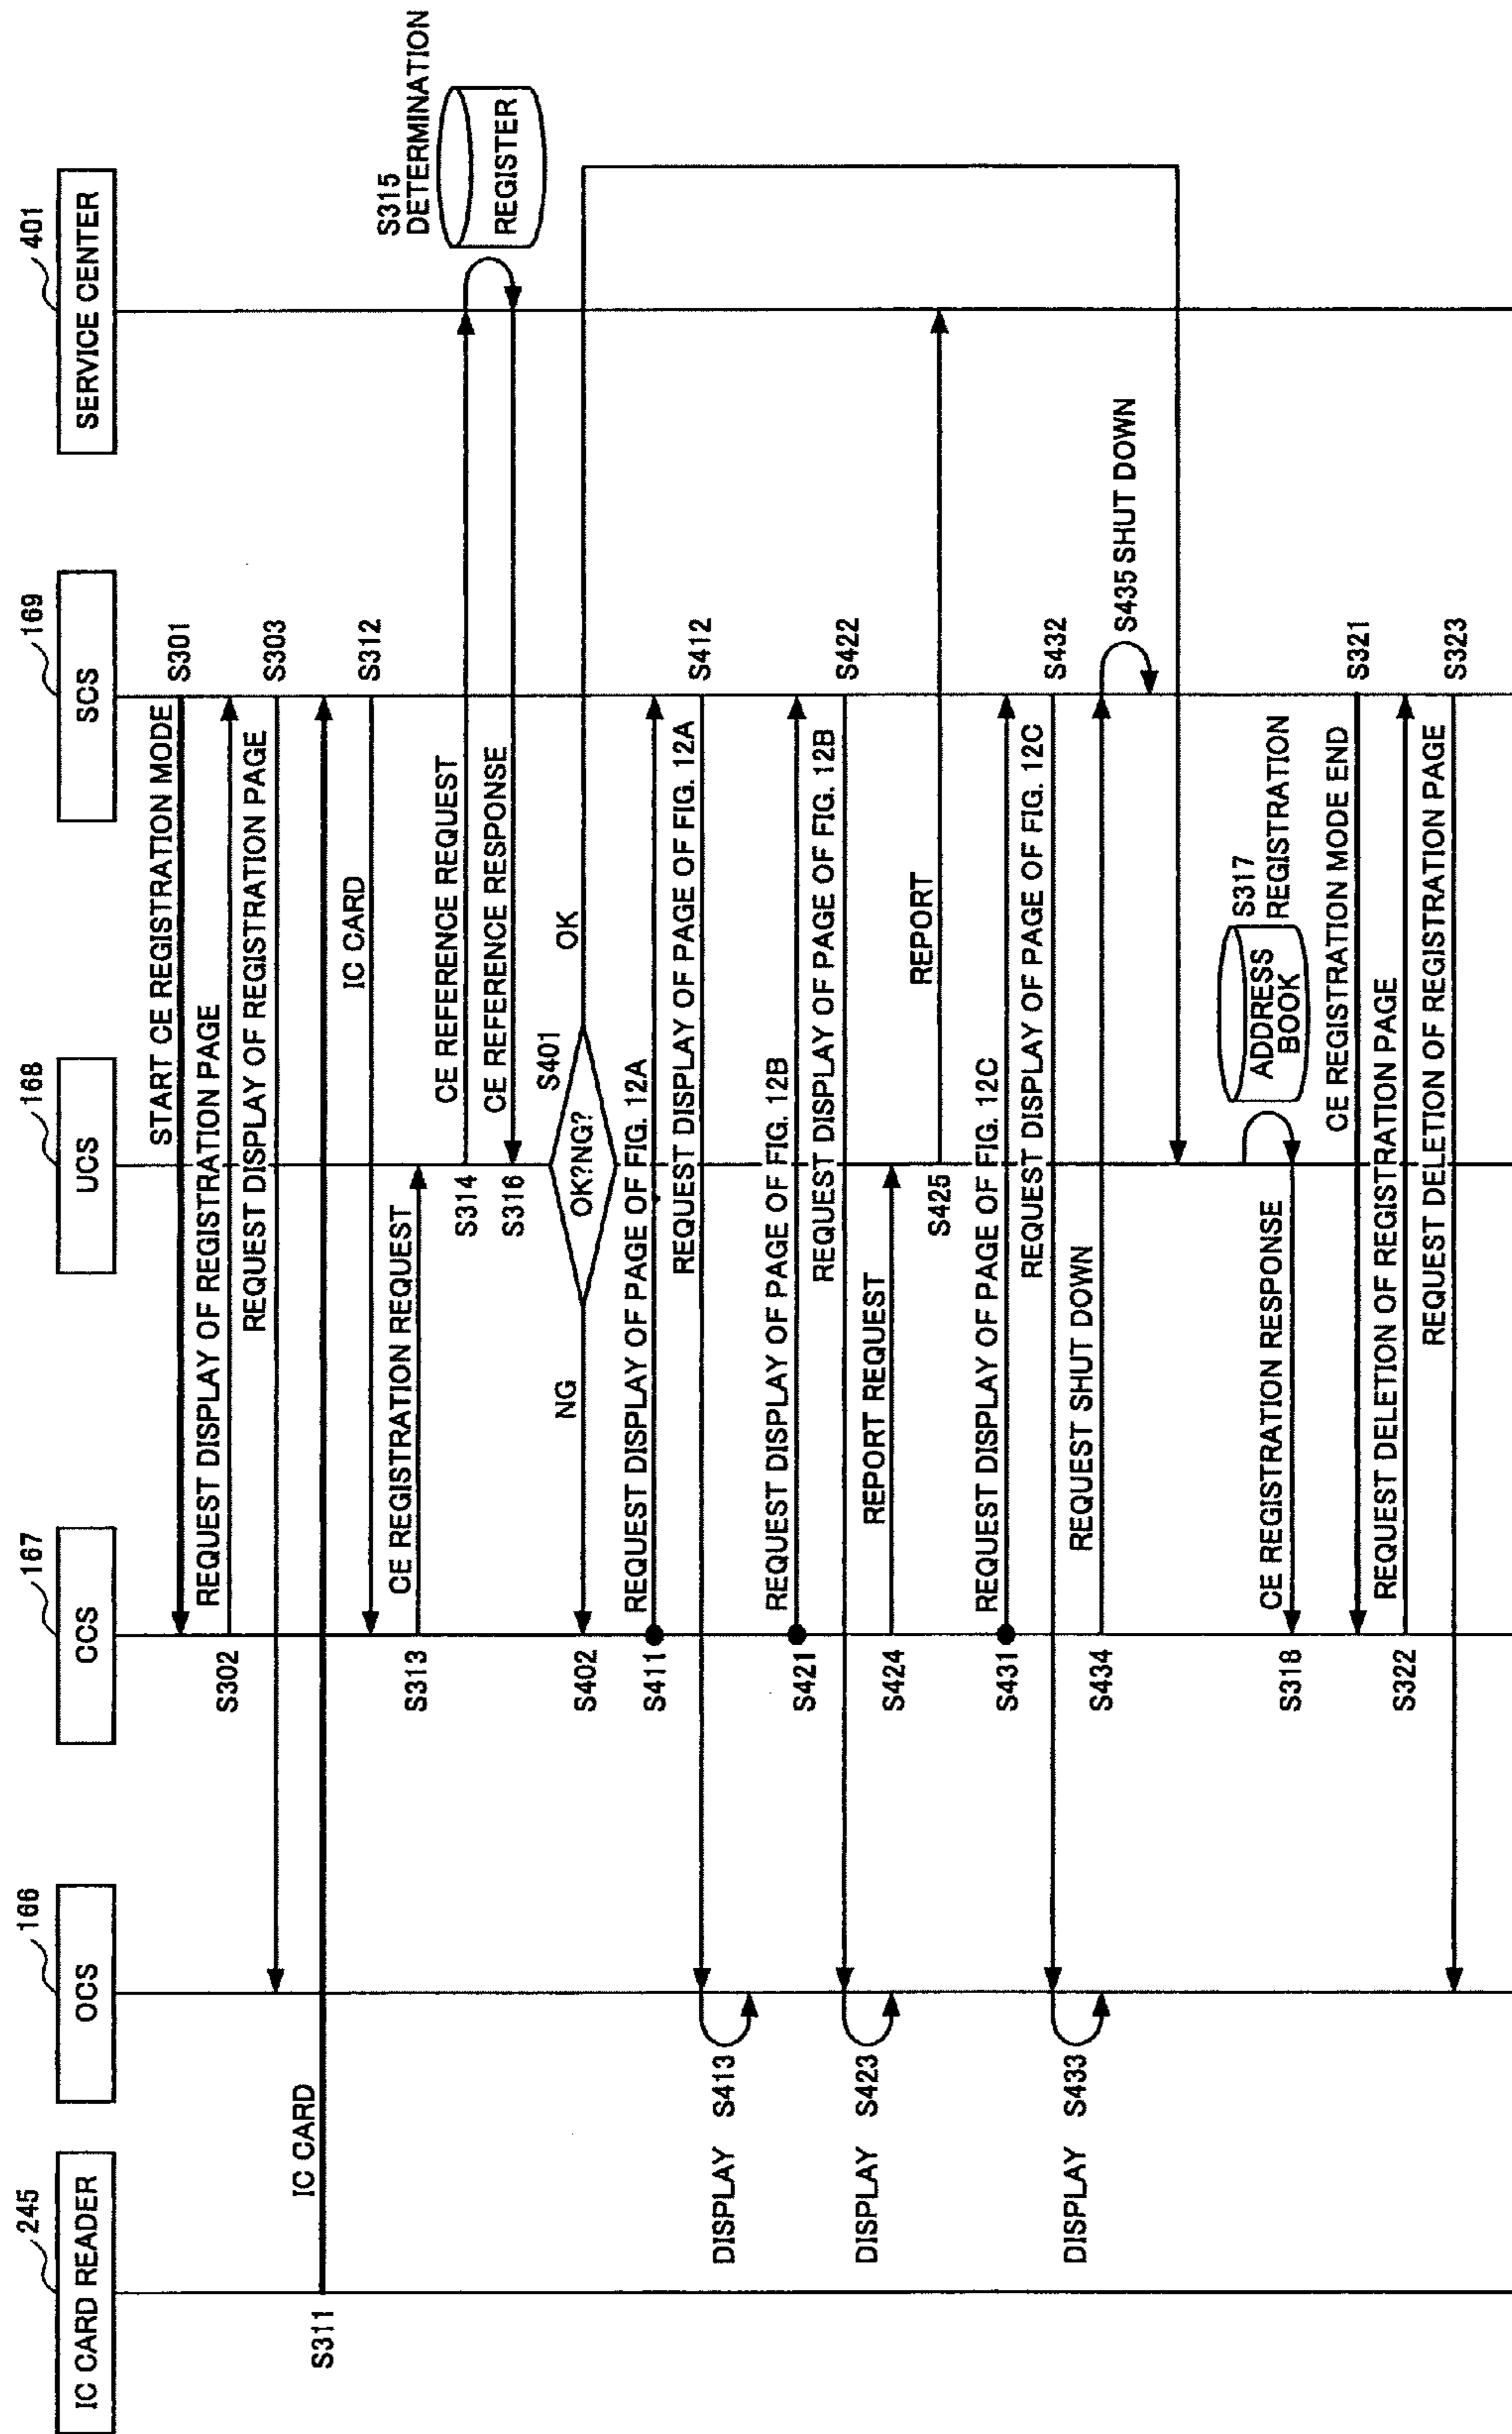 245
IC CARD READER
166
OCS
167
CCS
168
UCS
169
SCS
401
SERVICE CENTER
START CE REGISTRATION MODE
S301
S302
REQUEST DISPLAY OF REGISTRATION PAGE
REQUEST DISPLAY OF REGISTRATION PAGE
S303
S311
IC CARD
IC CARD
S312
S313
CE REGISTRATION REQUEST
S314
CE REFERENCE REQUEST
S315
DETERMINATION
REGISTER
S316
CE REFERENCE RESPONSE
S401
OK?NG?
OK
NG
S402
S411
REQUEST DISPLAY OF PAGE OF FIG. 12A
REQUEST DISPLAY OF PAGE OF FIG. 12A
S412
DISPLAY S413
S421
REQUEST DISPLAY OF PAGE OF FIG. 12B
REQUEST DISPLAY OF PAGE OF FIG. 12B
S422
DISPLAY S423
S424
REPORT REQUEST
S425
REPORT
S431
REQUEST DISPLAY OF PAGE OF FIG. 12C
REQUEST DISPLAY OF PAGE OF FIG. 12C
S432
DISPLAY S433
S434
REQUEST SHUT DOWN
S435 SHUT DOWN
ADDRESS
BOOK
S317
REGISTRATION
S318
CE REGISTRATION RESPONSE
CE REGISTRATION MODE END
S321
S322
REQUEST DELETION OF REGISTRATION PAGE
REQUEST DELETION OF REGISTRATION PAGE
S323